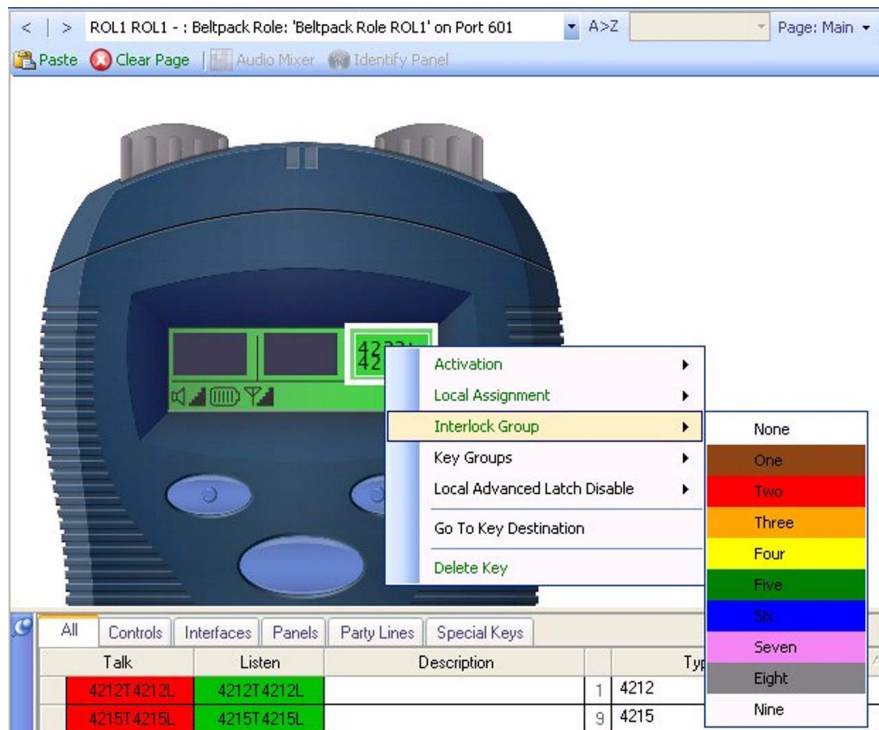 < | > ROL1 ROL1 - : Beltpack Role: 'Beltpack Role ROL1' on Port 601 A>Z Page: Main
Paste Clear Page Audio Mixer Identify Panel
Activation
Local Assignment
Interlock Group
Key Groups
Local Advanced Latch Disable
Go To Key Destination
Delete Key
None
One
Two
Three
Four
Five
Six
Seven
Eight
Nine
All Controls Interfaces Panels Party Lines Special Keys
Talk Listen Description
4212T4212L 4212T4212L 1 4212
4215T4215L 4215T4215L 9 4215